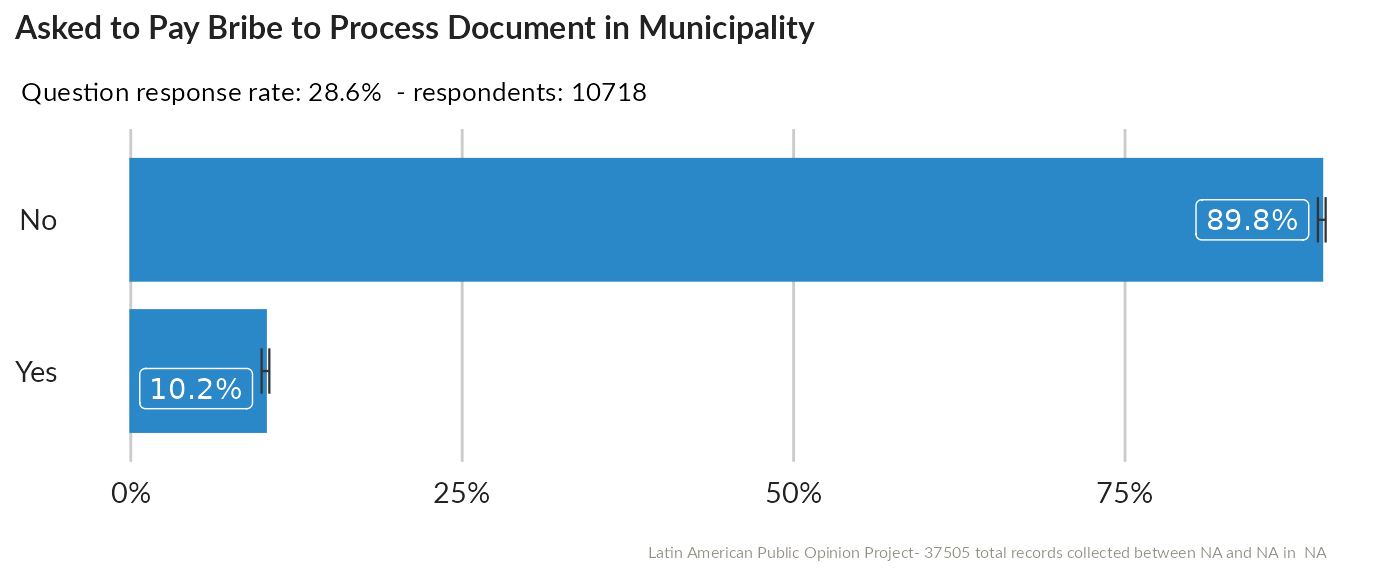 Asked to Pay Bribe to Process Document in Municipality
Question response rate: 28.6%  - respondents: 10718
No
89.8%
Yes
10.2%
0%
25%
50%
75%
Latin American Public Opinion Project- 37505 total records collected between NA and NA in  NA